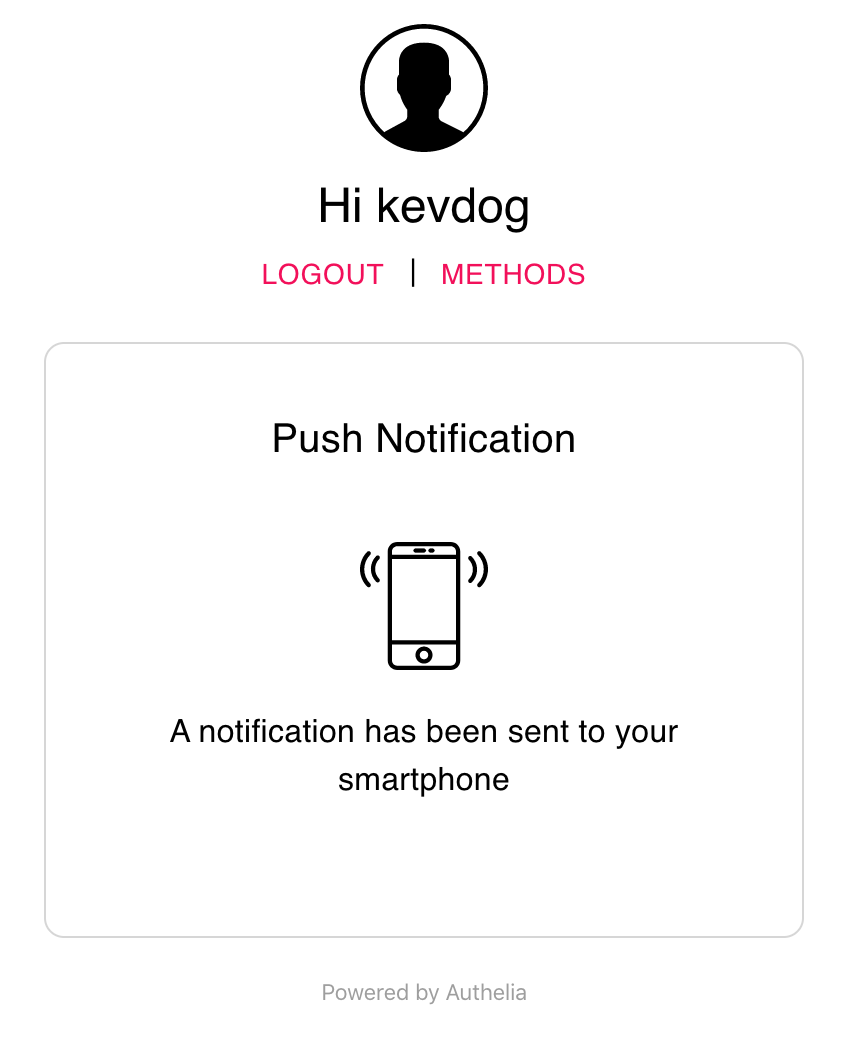 Hi kevdog
LOGOUT | METHODS
Push Notification
A notification has been sent to your
smartphone
Powered by Authelia